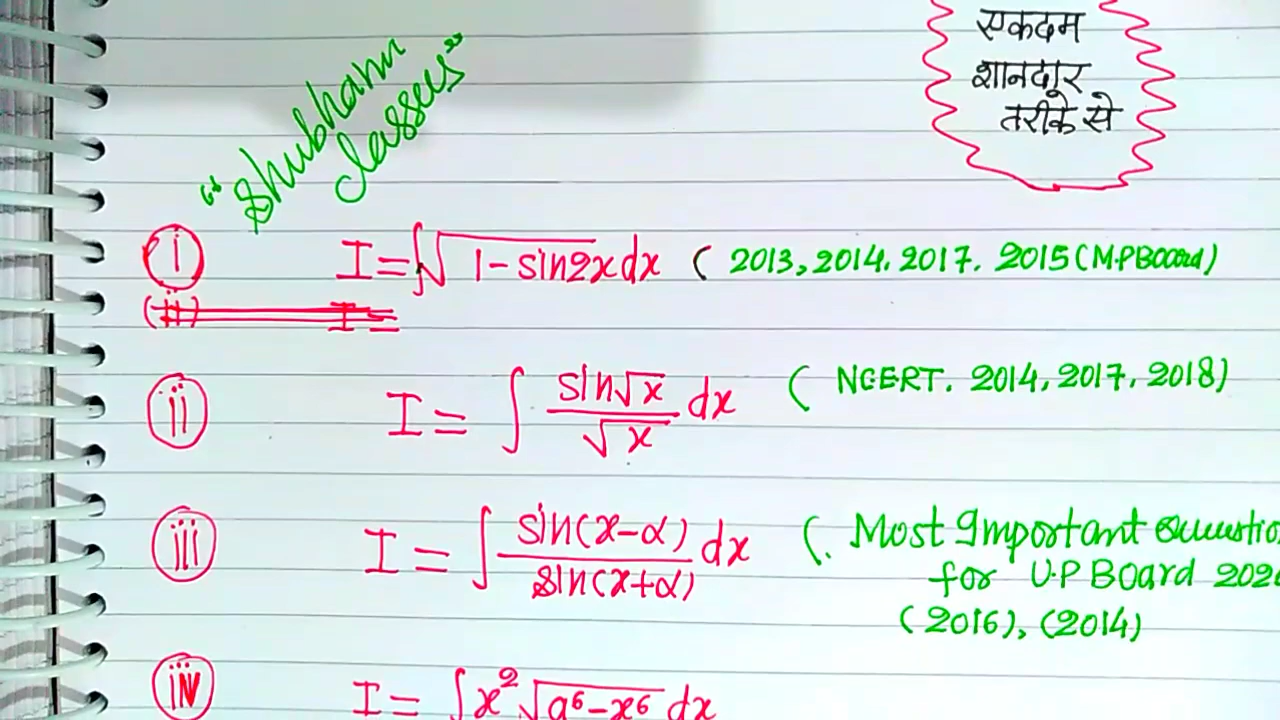 एकदम
शानदार
तरीके से
"Shubham
classes"
(i) I = ∫√(1-sin2x) dx ( 2013, 2014. 2017. 2015 (M.P Board)
(ii) I =
(ii) I = ∫ sin√x / √x dx ( NCERT. 2014, 2017, 2018)
(iii) I = ∫ sin(x-α) / sin(x+α) dx (. Most Important
for U.P Board
(2016), (2014)
(iv) I = ∫x² √(a⁶-x⁶) dx